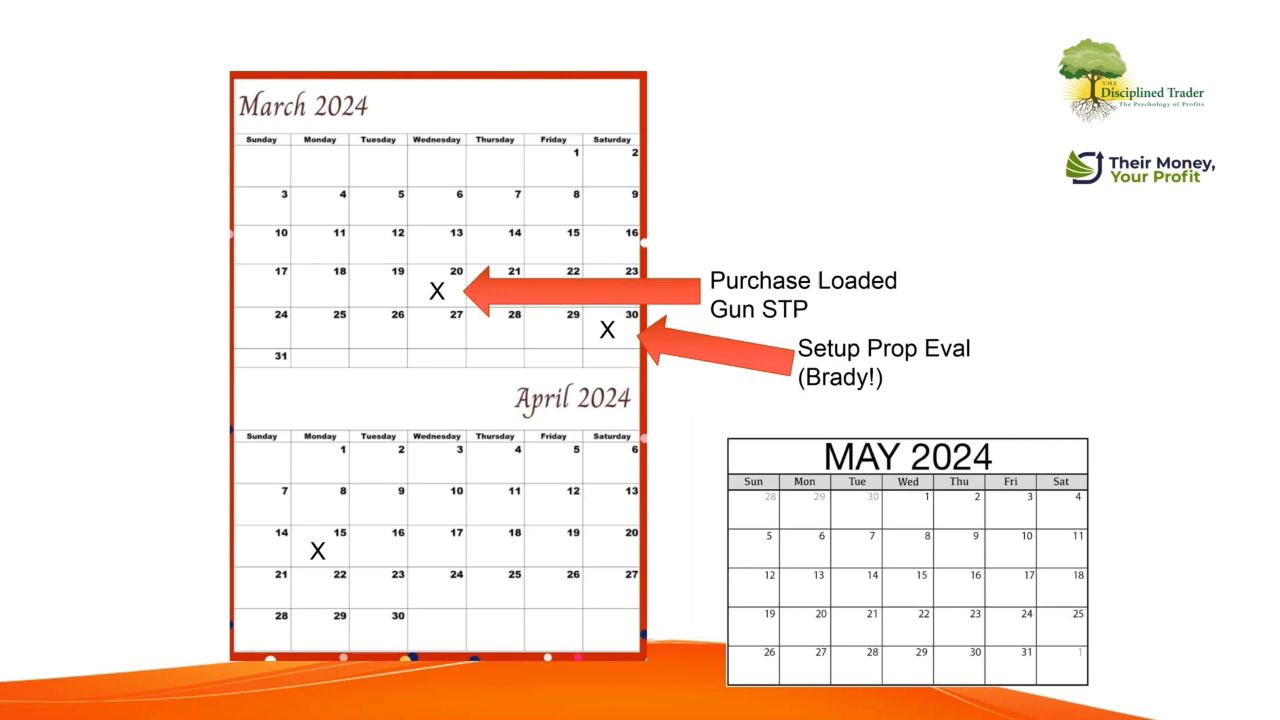 THE
Disciplined Trader
The Psychology of Profits
Their Money,
Your Profit
March 2024
Sunday Monday Tuesday Wednesday Thursday Friday Saturday
1 2
3 4 5 6 7 8 9
10 11 12 13 14 15 16
17 18 19 20 21 22 23
X
24 25 26 27 28 29 30
X
31
Purchase Loaded
Gun STP
Setup Prop Eval
(Brady!)
April 2024
Sunday Monday Tuesday Wednesday Thursday Friday Saturday
1 2 3 4 5 6
7 8 9 10 11 12 13
14 15 16 17 18 19 20
X
21 22 23 24 25 26 27
28 29 30
MAY 2024
Sun Mon Tue Wed Thu Fri Sat
28 29 30 1 2 3 4
5 6 7 8 9 10 11
12 13 14 15 16 17 18
19 20 21 22 23 24 25
26 27 28 29 30 31 1